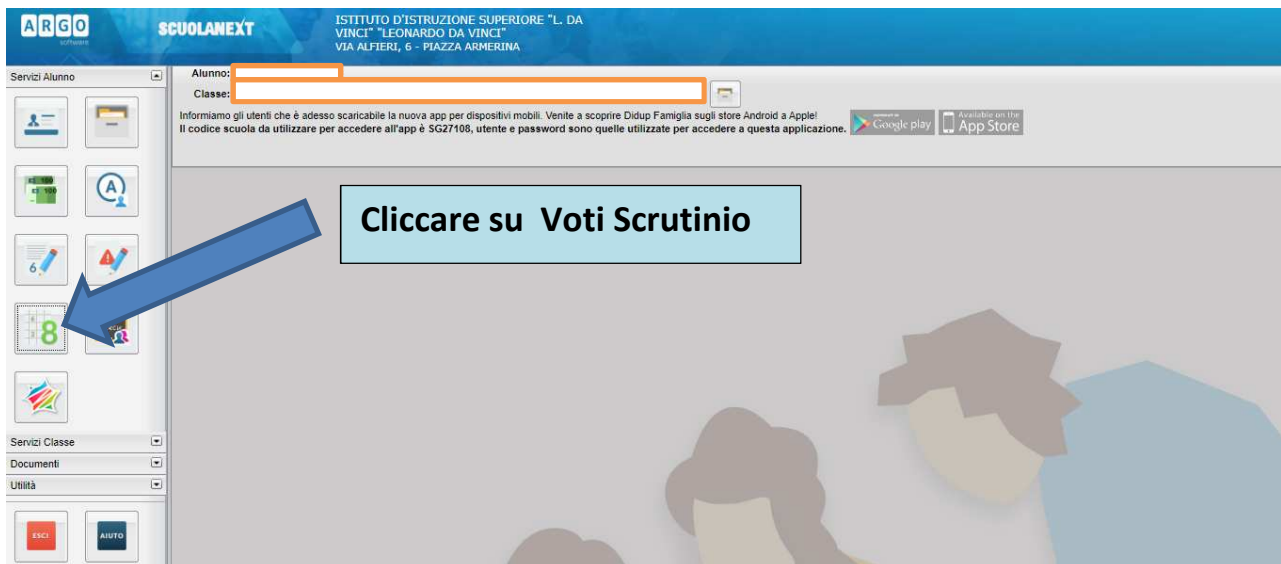 ARGO
software
SCUOLANEXT
ISTITUTO D'ISTRUZIONE SUPERIORE "L. DA
VINCI" "LEONARDO DA VINCI"
VIA ALFIERI, 6 - PIAZZA ARMERINA
Servizi Alunno
Alunno:
Classe:
Informiamo gli utenti che è adesso scaricabile la nuova app per dispositivi mobili. Venite a scoprire Didup Famiglia sugli store Android a Apple!
Il codice scuola da utilizzare per accedere all'app è SG27108, utente e password sono quelle utilizzate per accedere a questa applicazione.
Google play
Available on the
App Store
100
100
A
Cliccare su Voti Scrutinio
6
8
Servizi Classe
Documenti
Utilità
ESCI
AIUTO